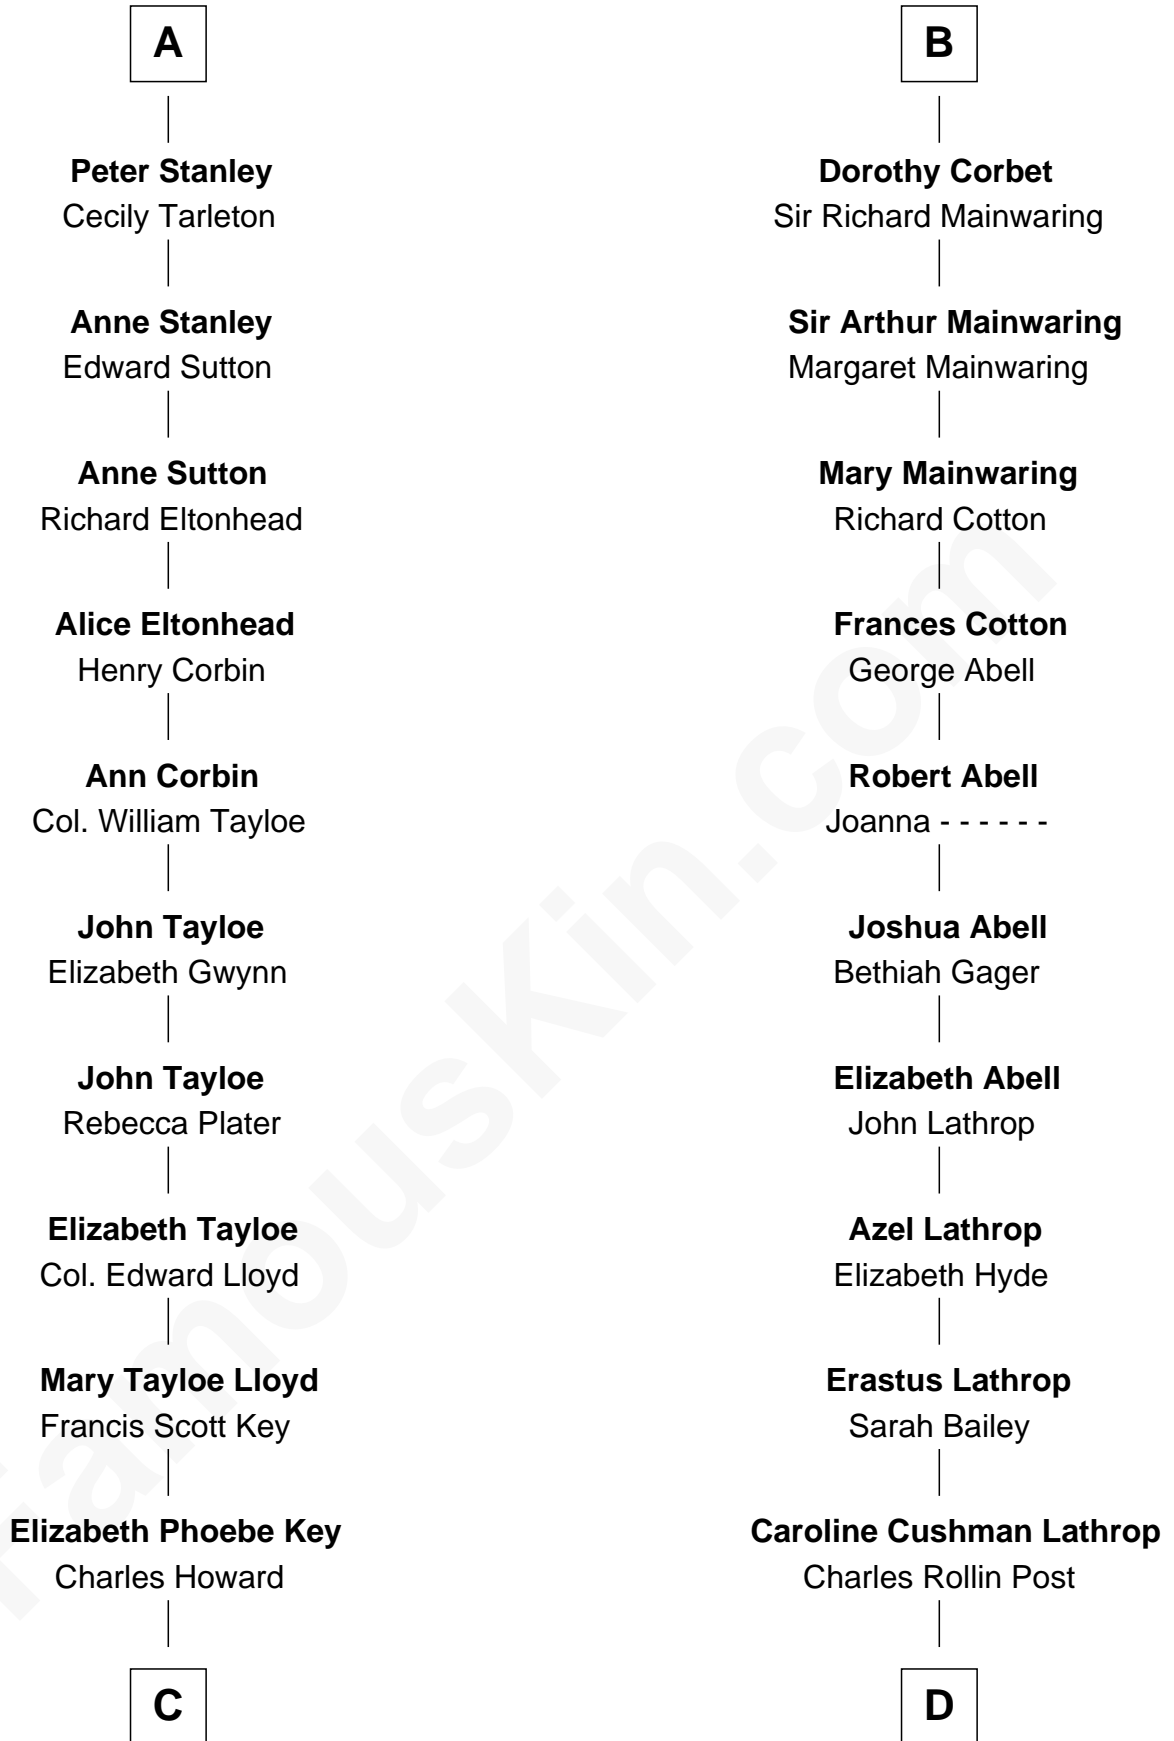 A
Peter Stanley
Cecily Tarleton
Anne Stanley
Edward Sutton
Anne Sutton
Richard Eltonhead
Alice Eltonhead
Henry Corbin
Ann Corbin
Col. William Tayloe
John Tayloe
Elizabeth Gwynn
John Tayloe
Rebecca Plater
Elizabeth Tayloe
Col. Edward Lloyd
Mary Tayloe Lloyd
Francis Scott Key
Elizabeth Phoebe Key
Charles Howard
C
B
Dorothy Corbet
Sir Richard Mainwaring
Sir Arthur Mainwaring
Margaret Mainwaring
Mary Mainwaring
Richard Cotton
Frances Cotton
George Abell
Robert Abell
Joanna - - - - - -
Joshua Abell
Bethiah Gager
Elizabeth Abell
John Lathrop
Azel Lathrop
Elizabeth Hyde
Erastus Lathrop
Sarah Bailey
Caroline Cushman Lathrop
Charles Rollin Post
D
FamousKin.com